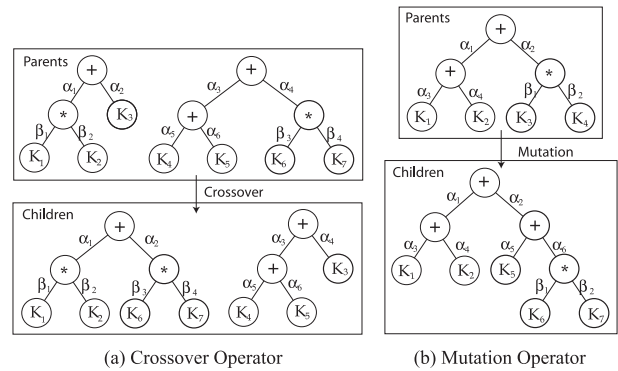 Parents
+ +
α₁ α₂ α₃ α₄
* K₃ + *
β₁ β₂ α₅ α₆ β₃ β₄
K₁ K₂ K₄ K₅ K₆ K₇
Crossover
Children
+ +
α₁ α₂ α₃ α₄
* * + K₃
β₁ β₂ β₃ β₄ α₅ α₆
K₁ K₂ K₆ K₇ K₄ K₅
(a) Crossover Operator
Parents
+
α₁ α₂
+ *
α₃ α₄ β₁ β₂
K₁ K₂ K₃ K₄
Mutation
Children
+
α₁ α₂
+ +
α₃ α₄ α₅ α₆
K₁ K₂ K₅ *
β₁ β₂
K₆ K₇
(b) Mutation Operator